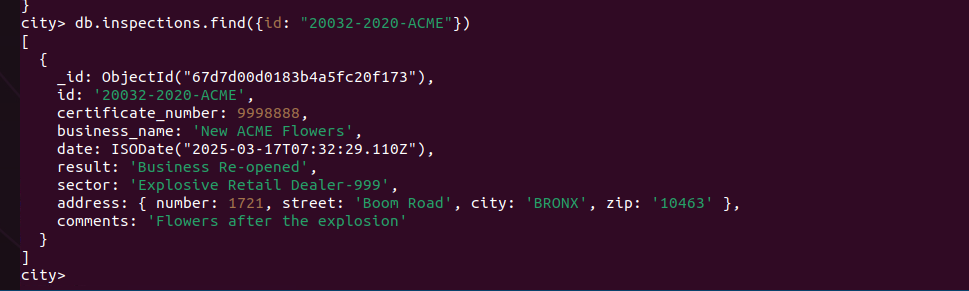 }
city> db.inspections.find({id: "20032-2020-ACME"})
[
  {
    _id: ObjectId("67d7d00d0183b4a5fc20f173"),
    id: '20032-2020-ACME',
    certificate_number: 9998888,
    business_name: 'New ACME Flowers',
    date: ISODate("2025-03-17T07:32:29.110Z"),
    result: 'Business Re-opened',
    sector: 'Explosive Retail Dealer-999',
    address: { number: 1721, street: 'Boom Road', city: 'BRONX', zip: '10463' },
    comments: 'Flowers after the explosion'
  }
]
city>